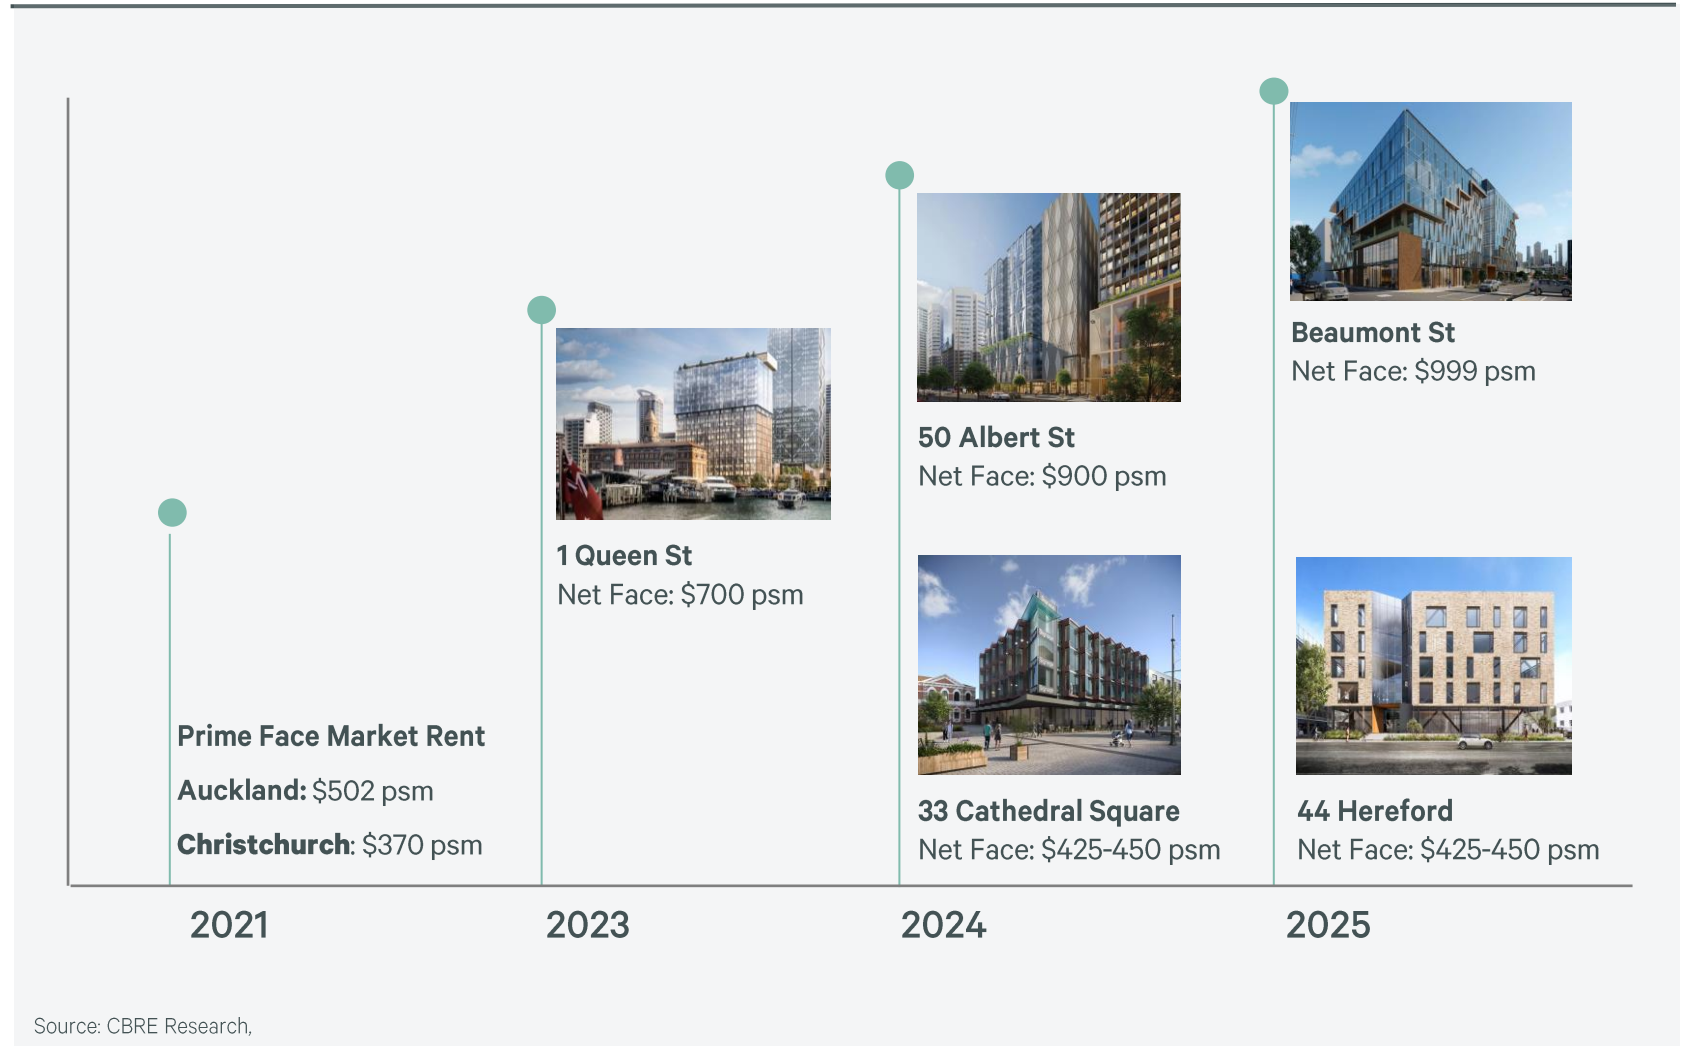 Prime Face Market Rent
Auckland: $502 psm
Christchurch: $370 psm
1 Queen St
Net Face: $700 psm
50 Albert St
Net Face: $900 psm
33 Cathedral Square
Net Face: $425-450 psm
Beaumont St
Net Face: $999 psm
44 Hereford
Net Face: $425-450 psm
2021
2023
2024
2025
Source: CBRE Research,